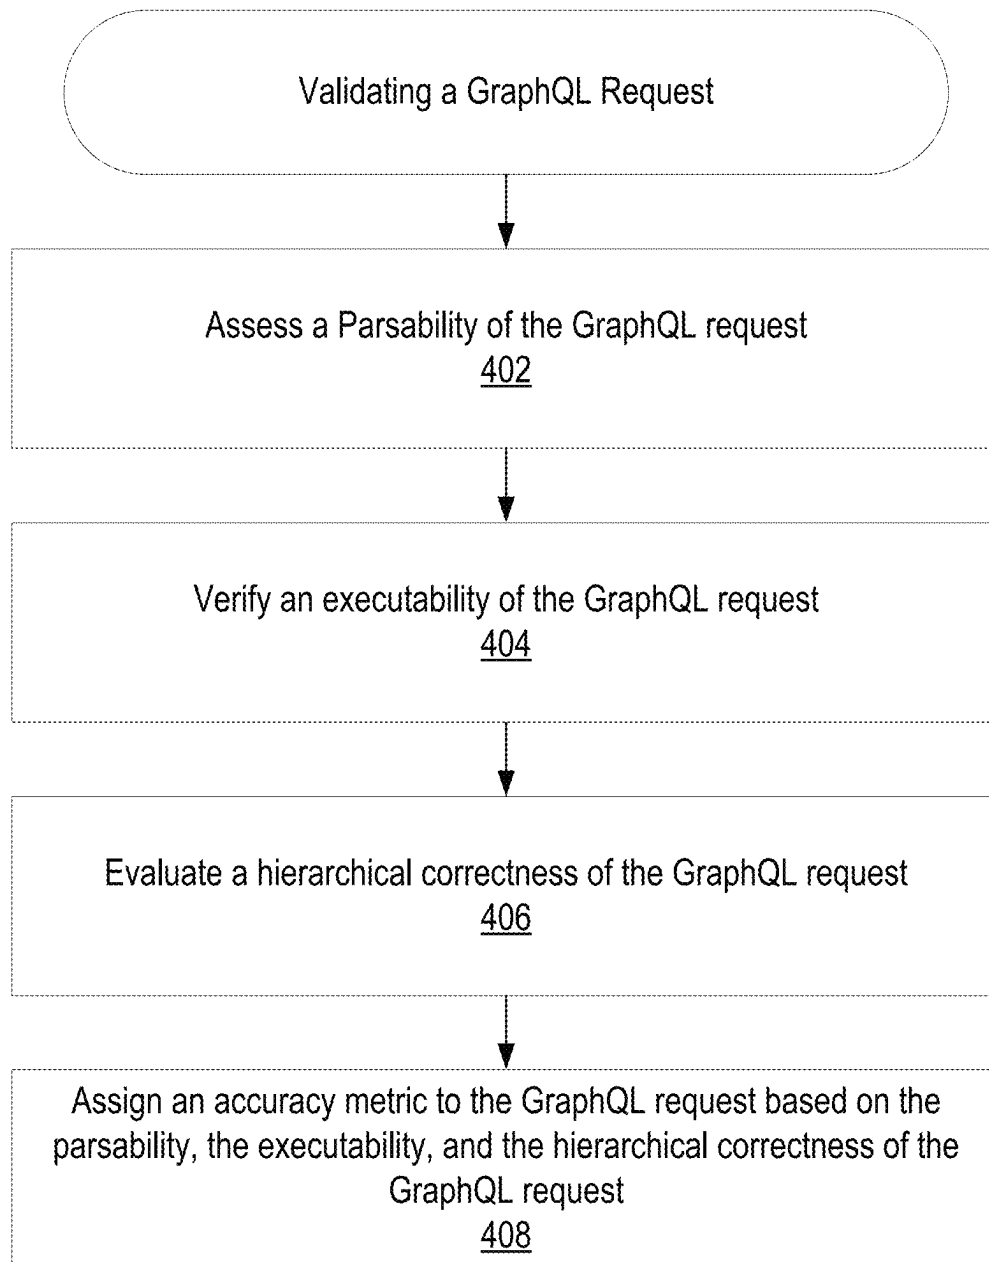 Validating a GraphQL Request
Assess a Parsability of the GraphQL request
402
Verify an executability of the GraphQL request
404
Evaluate a hierarchical correctness of the GraphQL request
406
Assign an accuracy metric to the GraphQL request based on the
parsability, the executability, and the hierarchical correctness of the
GraphQL request
408